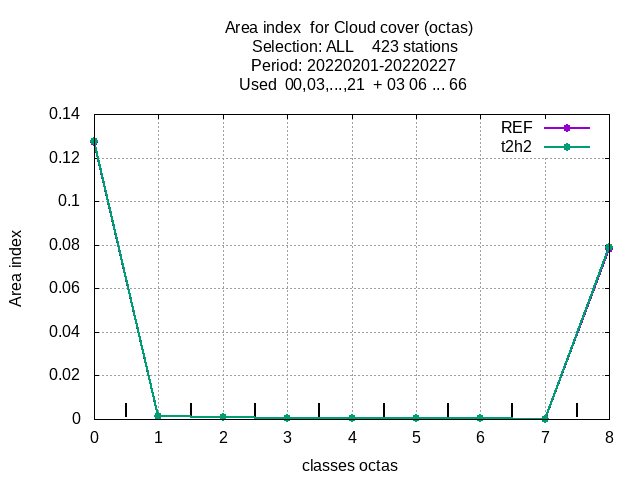 Area index  for Cloud cover (octas)
Selection: ALL    423 stations
Period: 20220201-20220227
Used  00,03,...,21  + 03 06 ... 66
REF
t2h2
0.14
0.12
0.1
0.08
0.06
0.04
0.02
0
Area index
0 1 2 3 4 5 6 7 8
classes octas